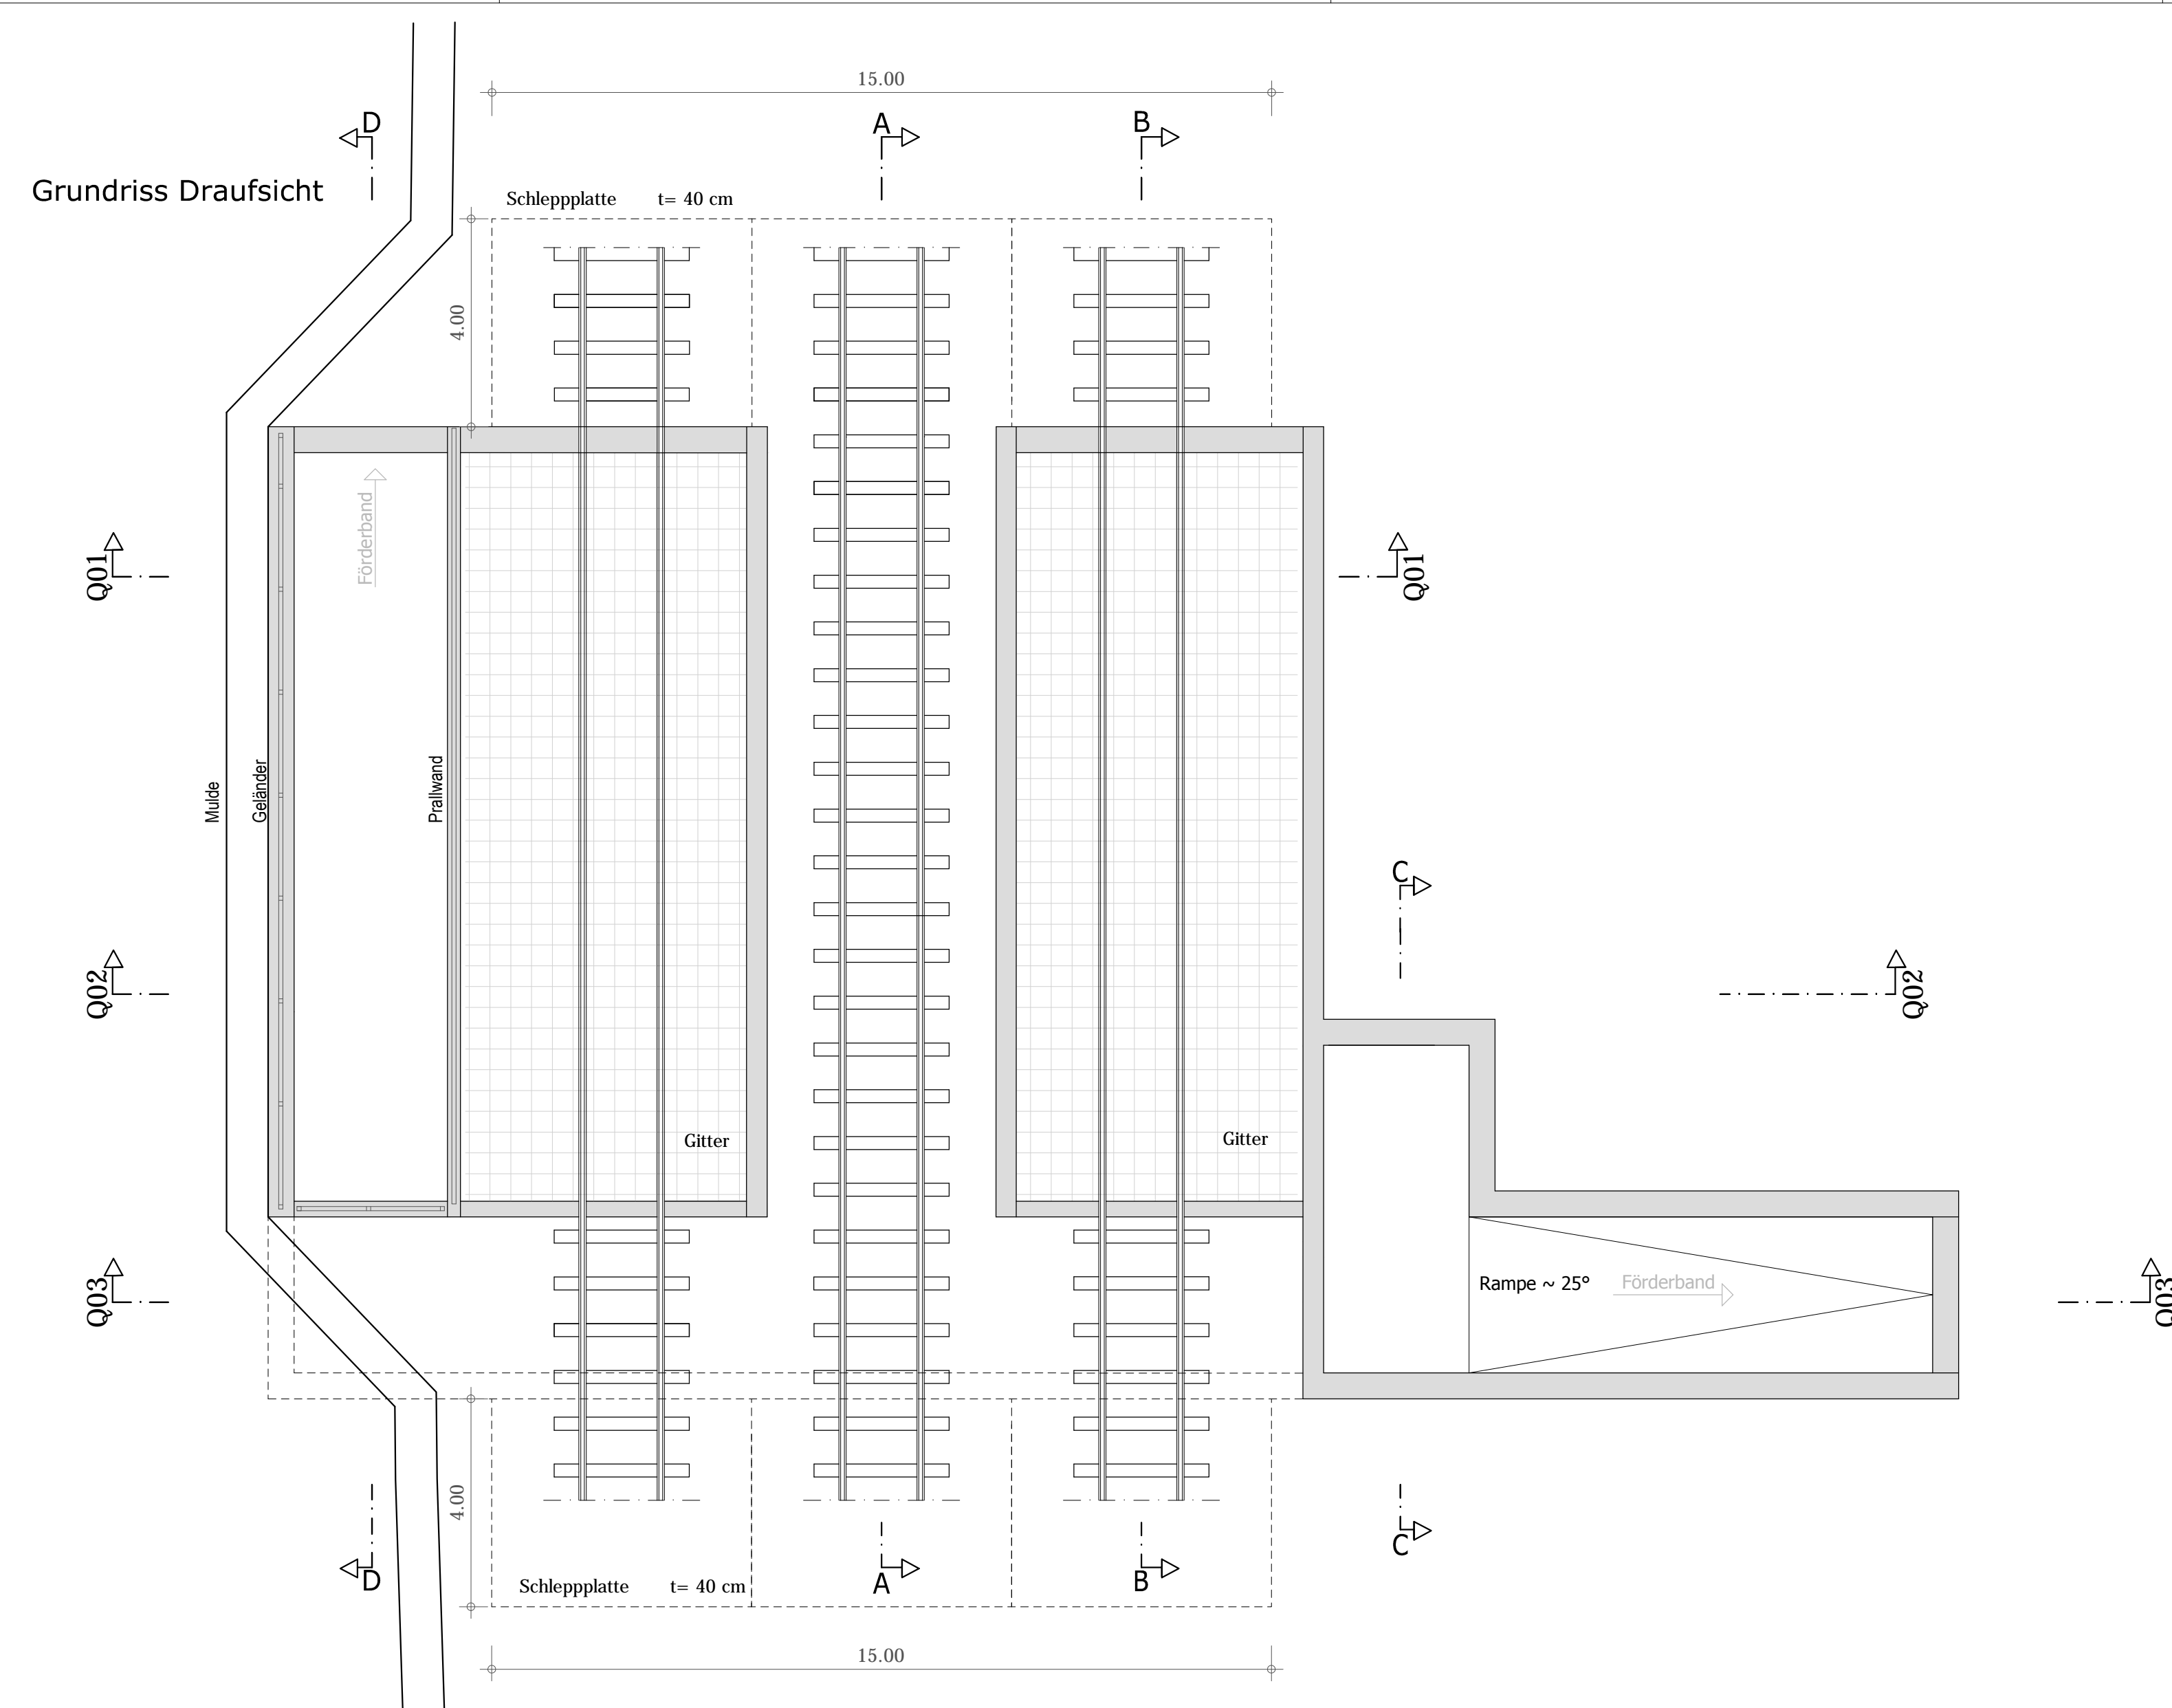 15.00
D
A
B
Grundriss Draufsicht
Schleppplatte t= 40 cm
4.00
Förderband
Q01
Q01
Mulde
Geländer
Prallwand
C
Q02
Q02
Gitter
Gitter
Q03
Rampe ~ 25°
Förderband
Q03
4.00
C
D
Schleppplatte t= 40 cm
A
B
15.00